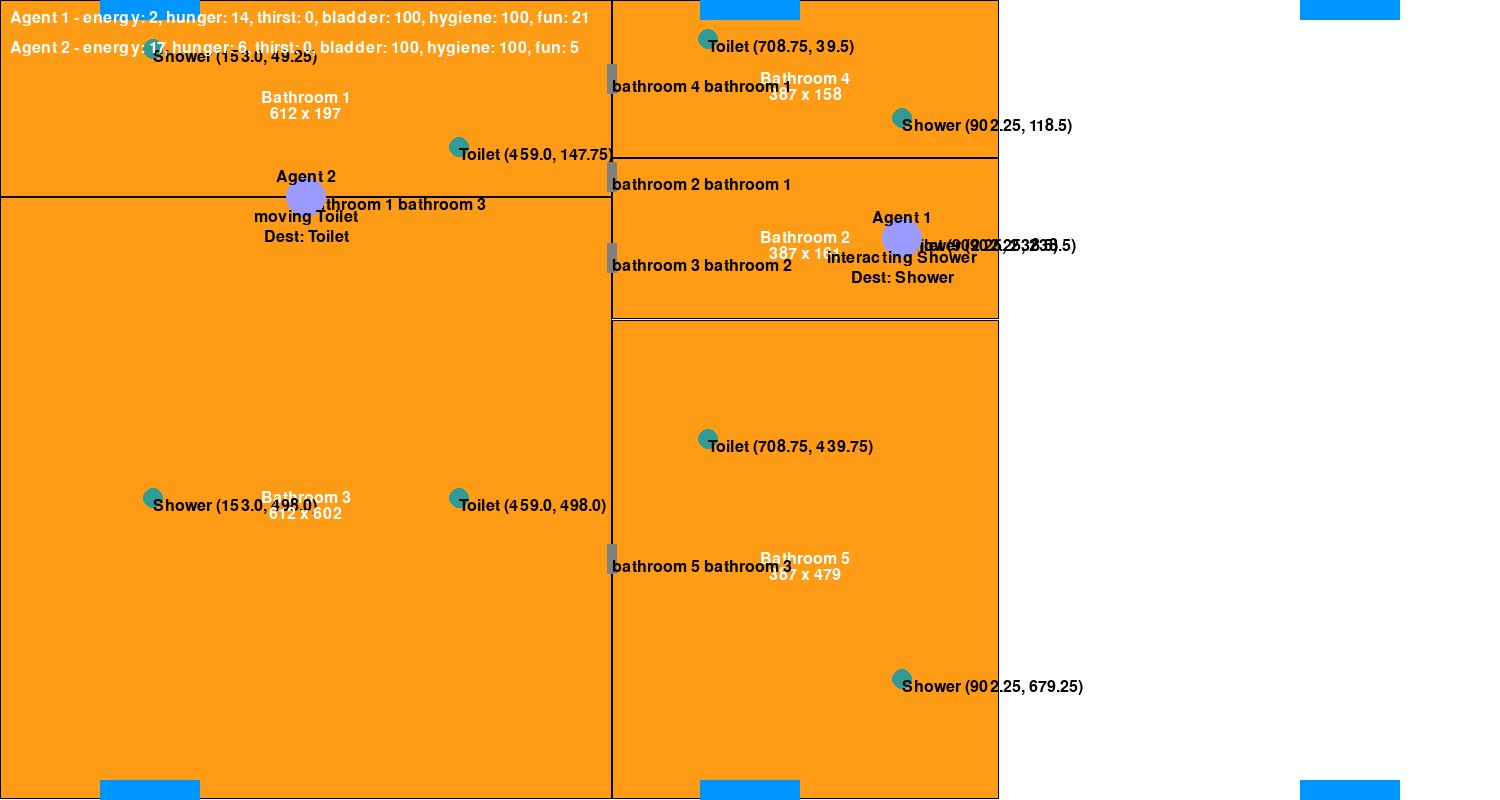 Agent 1 - energy: 2, hunger: 14, thirst: 0, bladder: 100, hygiene: 100, fun: 21
Agent 2 - energy: 17, hunger: 6, thirst: 0, bladder: 100, hygiene: 100, fun: 5
Shower (153.0, 49.25)
Toilet (708.75, 39.5)
Bathroom 4
387 x 158
bathroom 4 bathroom 1
Bathroom 1
612 x 197
Shower (902.25, 118.5)
Toilet (459.0, 147.75)
Agent 2
bathroom 2 bathroom 1
throom 1 bathroom 3
moving Toilet
Dest: Toilet
Agent 1
Bathroom 2
387 x 161
interacting Shower
Dest: Shower
bathroom 3 bathroom 2
Toilet (708.75, 439.75)
Bathroom 3
612 x 602
Shower (153.0, 498.0)
Toilet (459.0, 498.0)
Bathroom 5
387 x 479
bathroom 5 bathroom 3
Shower (902.25, 679.25)